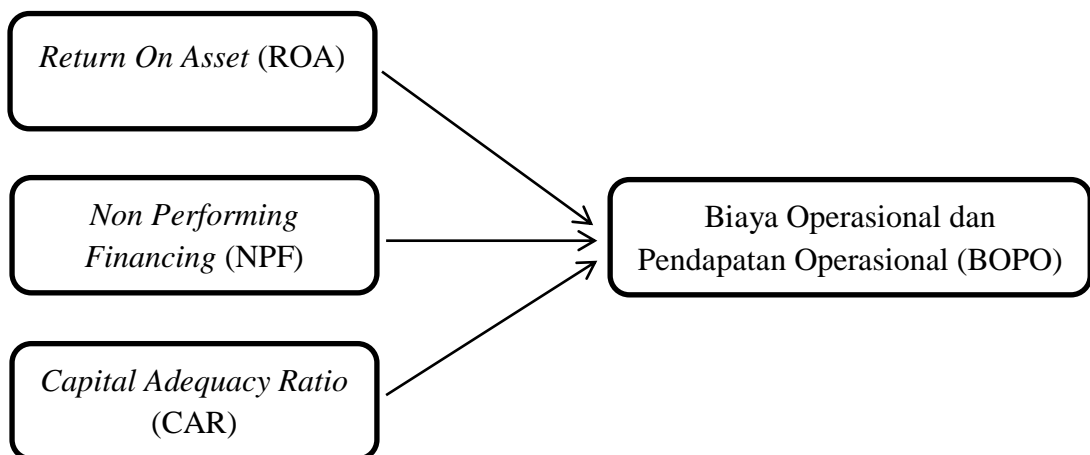 Return On Asset (ROA)
Non Performing
Financing (NPF)
Biaya Operasional dan
Pendapatan Operasional (BOPO)
Capital Adequacy Ratio
(CAR)